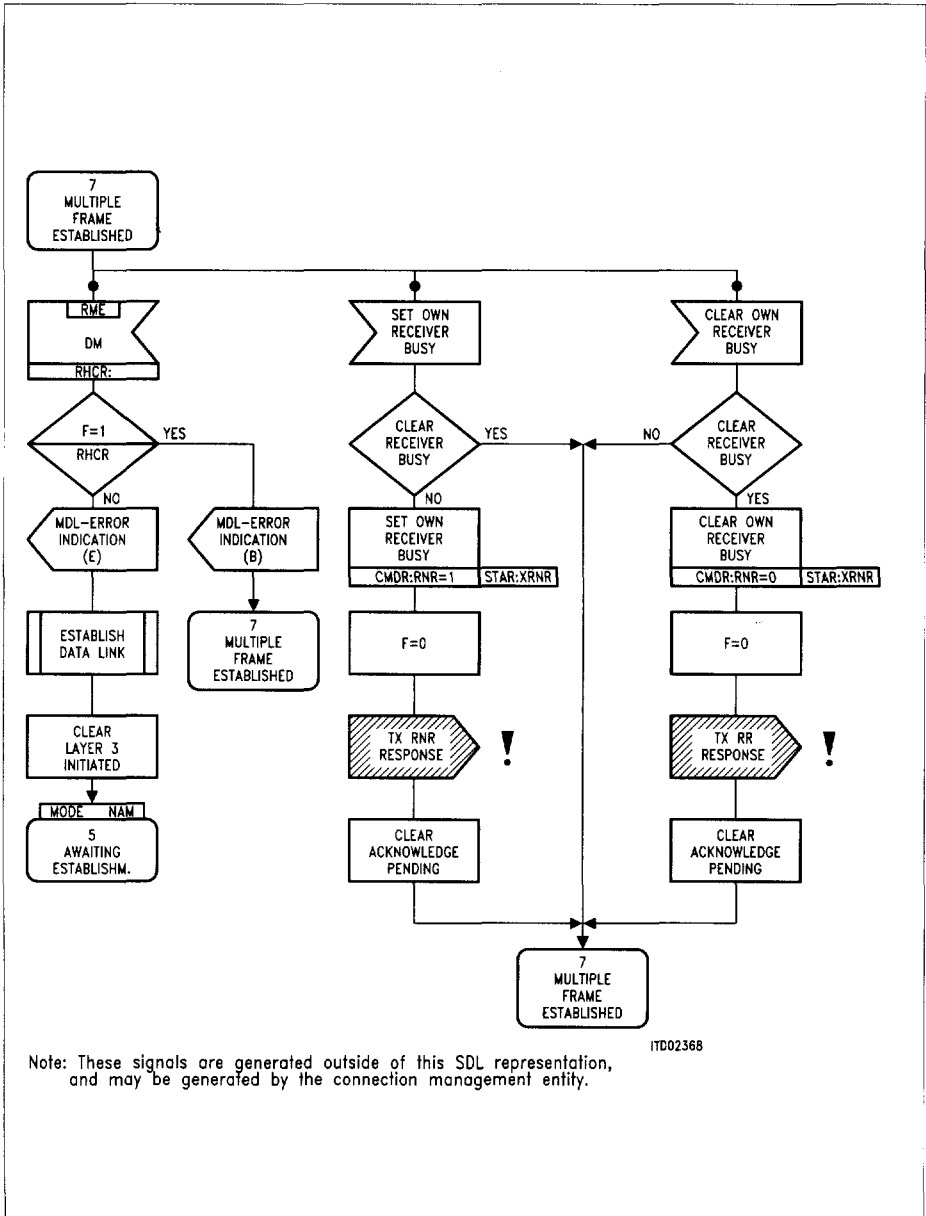 7
MULTIPLE
FRAME
ESTABLISHED
RME
DM
RHCR:
F=1
RHCR
YES
NO
MDL-ERROR
INDICATION
(E)
MDL-ERROR
INDICATION
(B)
ESTABLISH
DATA LINK
7
MULTIPLE
FRAME
ESTABLISHED
CLEAR
LAYER 3
INITIATED
MODE NAM
5
AWAITING
ESTABLISHM.
SET OWN
RECEIVER
BUSY
CLEAR
RECEIVER
BUSY
YES
NO
SET OWN
RECEIVER
BUSY
CMDR:RNR=1 STAR:XRNR
F=0
TX RNR
RESPONSE
!
CLEAR
ACKNOWLEDGE
PENDING
CLEAR OWN
RECEIVER
BUSY
NO
CLEAR
RECEIVER
BUSY
YES
CLEAR OWN
RECEIVER
BUSY
CMDR:RNR=0 STAR:XRNR
F=0
TX RR
RESPONSE
!
CLEAR
ACKNOWLEDGE
PENDING
7
MULTIPLE
FRAME
ESTABLISHED
ITD02368
Note: These signals are generated outside of this SDL representation,
and may be generated by the connection management entity.